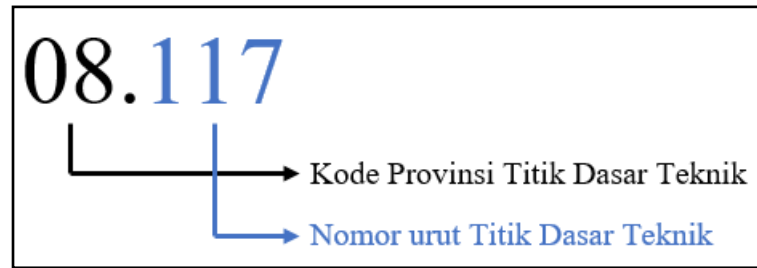 08.117
Kode Provinsi Titik Dasar Teknik
Nomor urut Titik Dasar Teknik